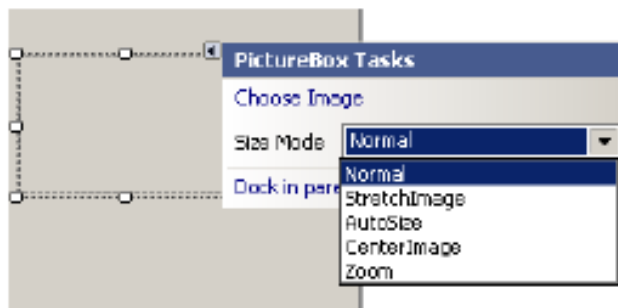 PictureBox Tasks
Choose Image
Size Mode Normal
Normal
StretchImage
Dock in pare
AutoSize
CenterImage
Zoom